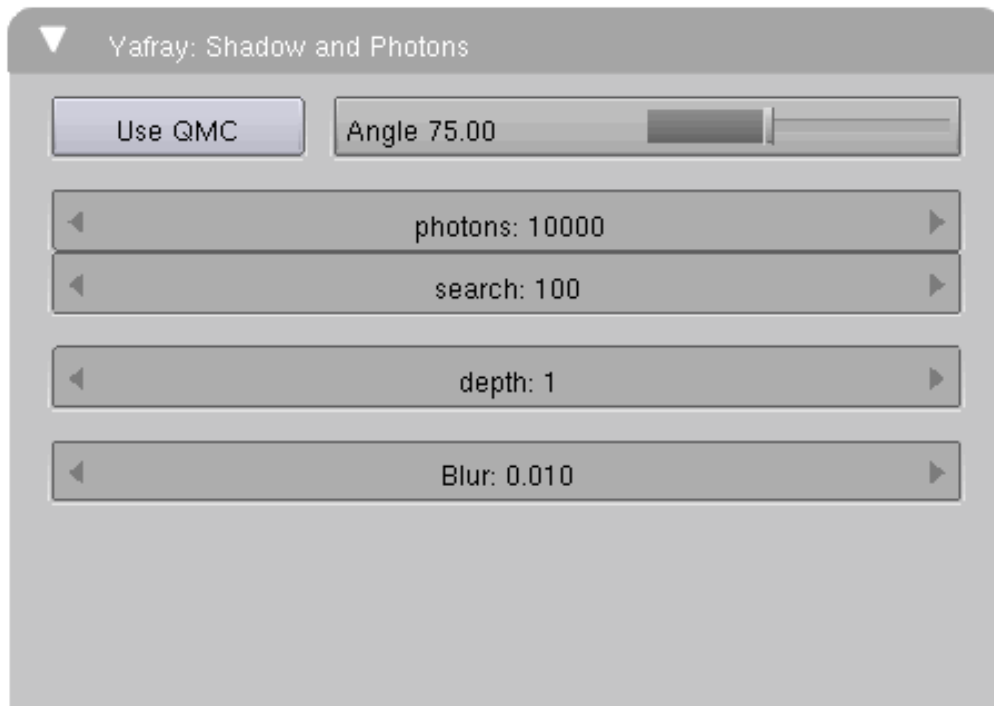 Yafray: Shadow and Photons
Use QMC
Angle 75.00
photons: 10000
search: 100
depth: 1
Blur: 0.010